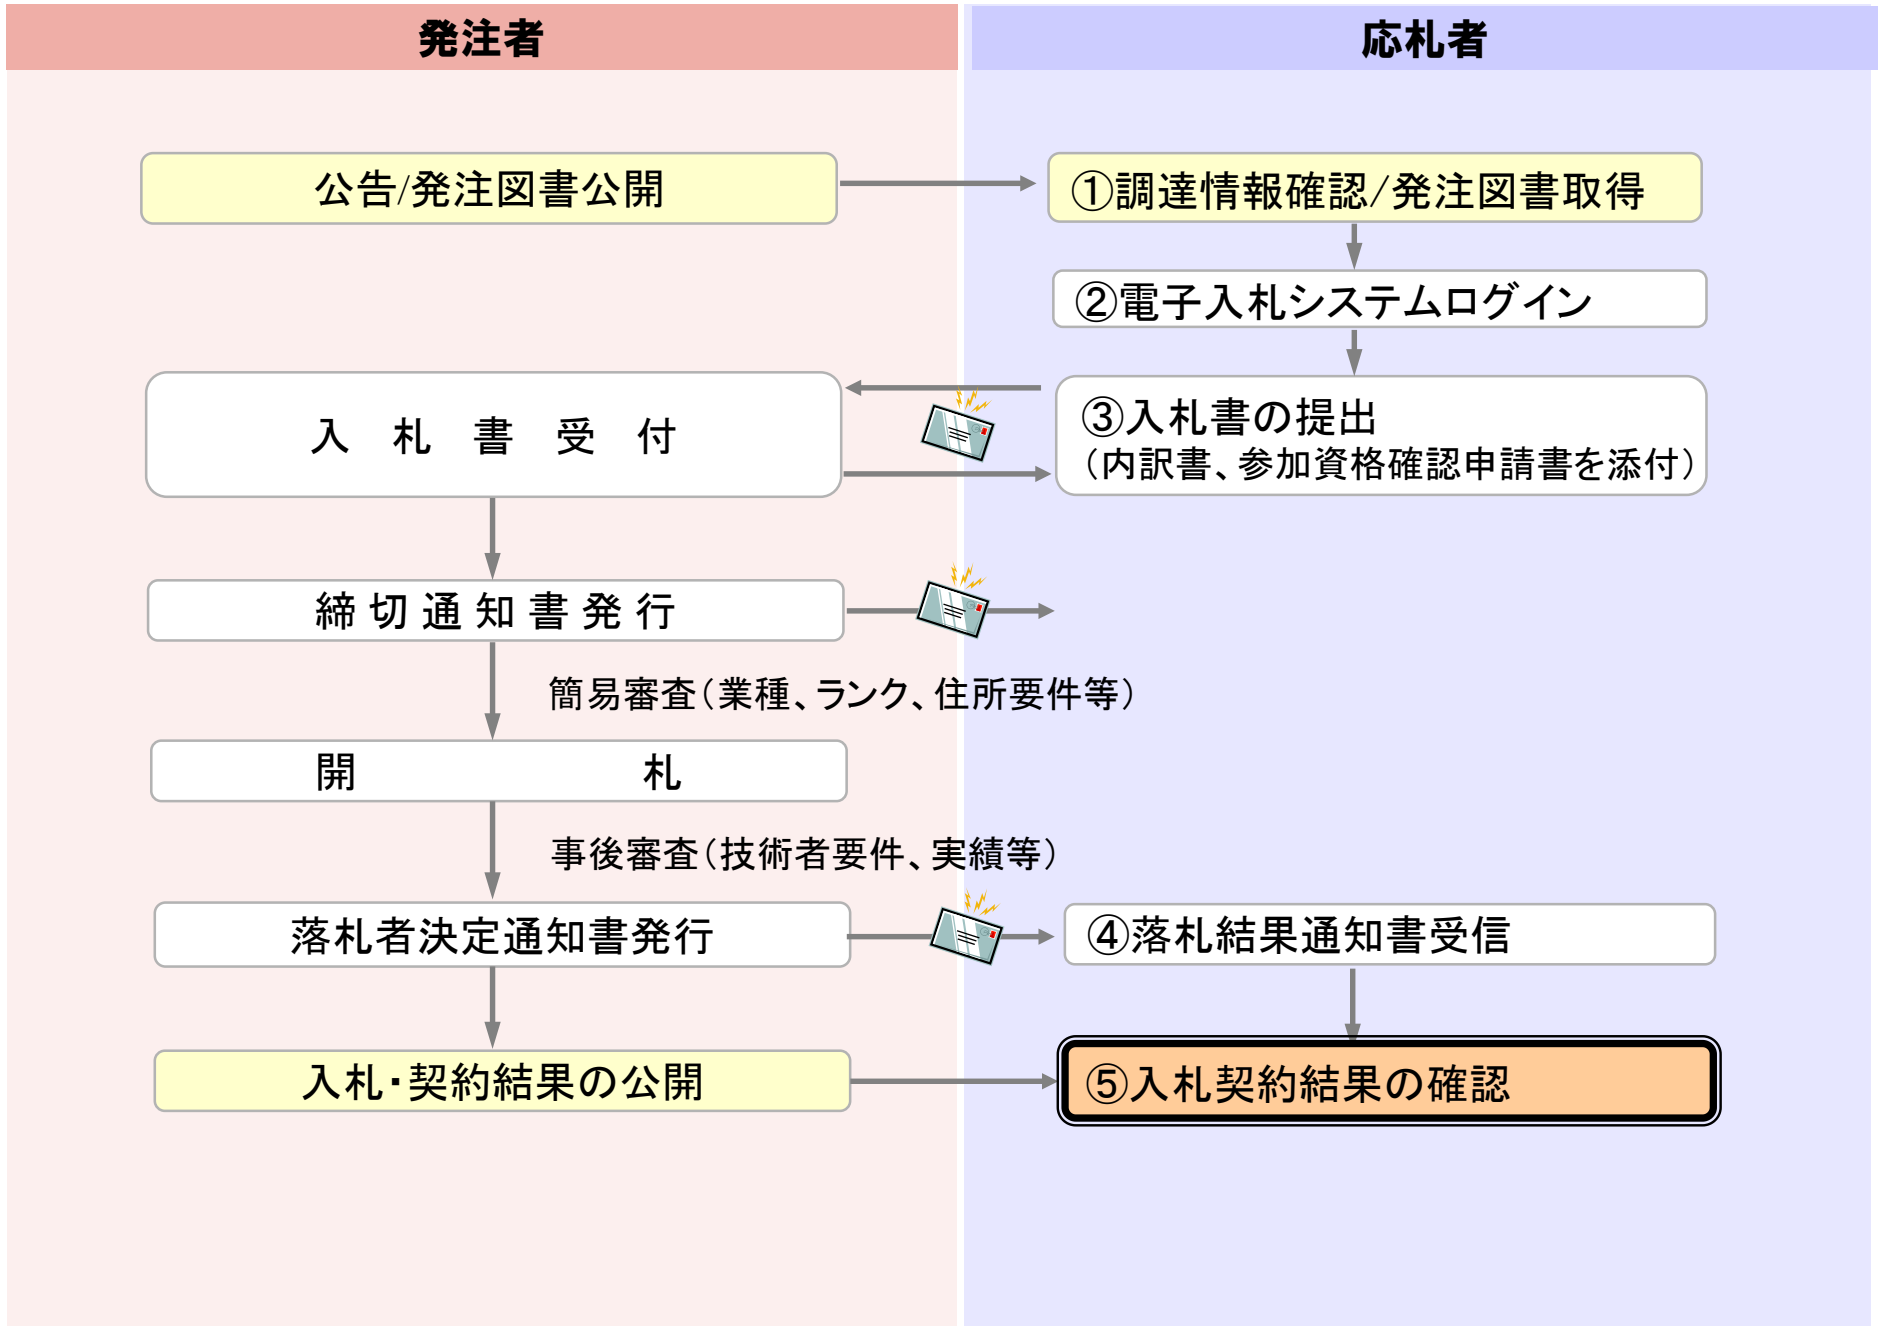 発注者
応札者
公告/発注図書公開
①調達情報確認/発注図書取得
②電子入札システムログイン
入札書受付
③入札書の提出
（内訳書、参加資格確認申請書を添付）
締切通知書発行
簡易審査（業種、ランク、住所要件等）
開札
事後審査（技術者要件、実績等）
落札者決定通知書発行
④落札結果通知書受信
入札・契約結果の公開
⑤入札契約結果の確認